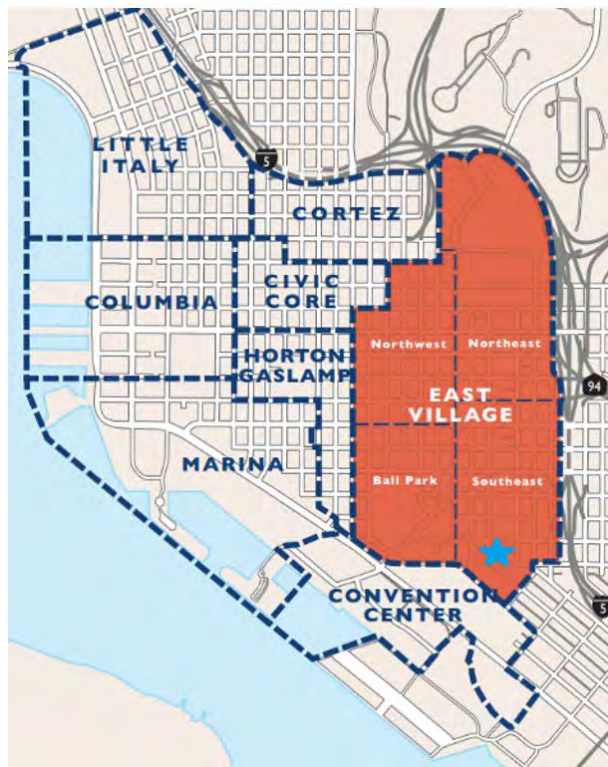 LITTLE
ITALY
5
CORTEZ
CIVIC
CORE
COLUMBIA
Northwest
Northeast
HORTON
GASLAMP
94
EAST
VILLAGE
MARINA
Ball Park
Southeast
CONVENTION
CENTER
5